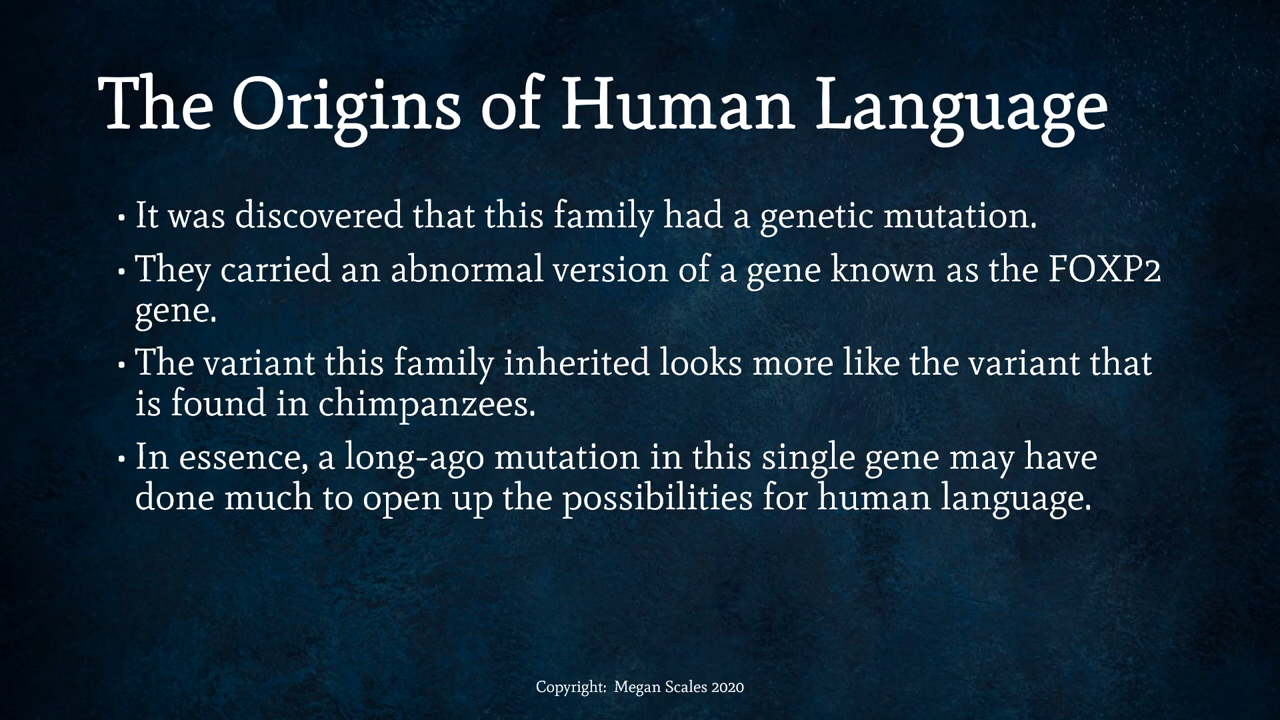 The Origins of Human Language
• It was discovered that this family had a genetic mutation.
• They carried an abnormal version of a gene known as the FOXP2
gene.
• The variant this family inherited looks more like the variant that
is found in chimpanzees.
• In essence, a long-ago mutation in this single gene may have
done much to open up the possibilities for human language.
Copyright:  Megan Scales 2020